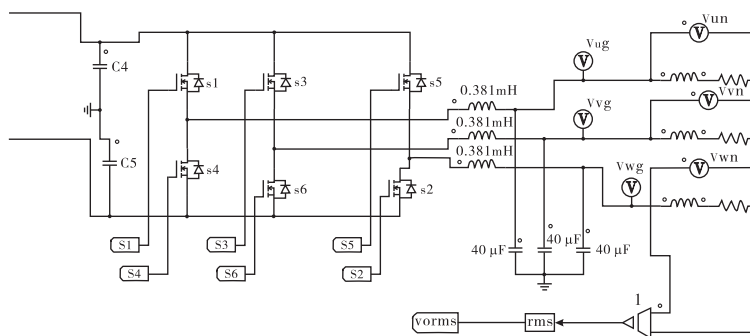 Vun
Vug
C4
s1
s3
s5
0.381mH
Vvg
Vvn
0.381mH
0.381mH
C5
s4
s6
s2
Vwg
Vwn
S1
S3
S5
40 μF
40 μF
40 μF
S4
S6
S2
1
vorms
rms
V
V
V
V
V
V